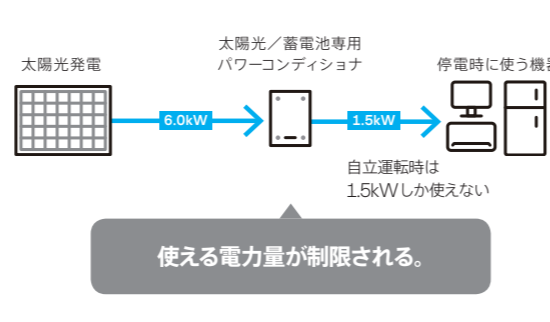 太陽光発電
太陽光／蓄電池専用
パワーコンディショナ
停電時に使う機器
6.0kW
1.5kW
自立運転時は
1.5kWしか使えない
使える電力量が制限される。